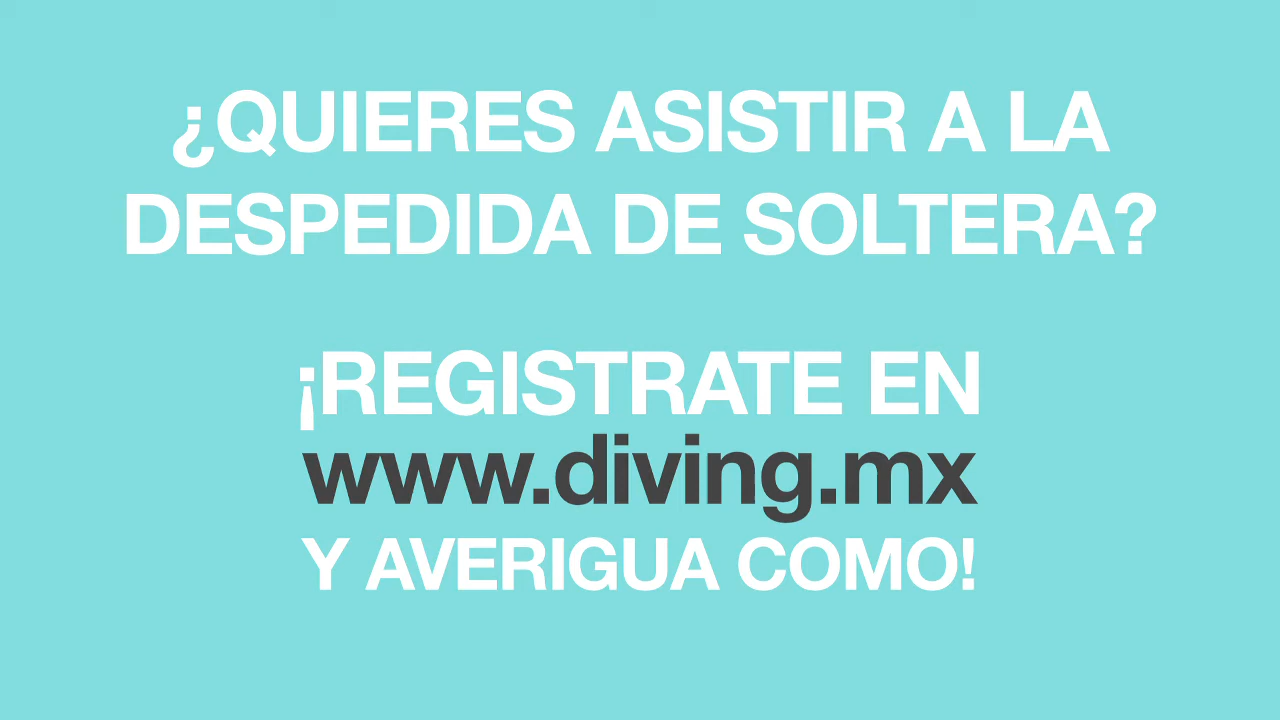 ¿QUIERES ASISTIR A LA
DESPEDIDA DE SOLTERA?
¡REGISTRATE EN
www.diving.mx
Y AVERIGUA COMO!